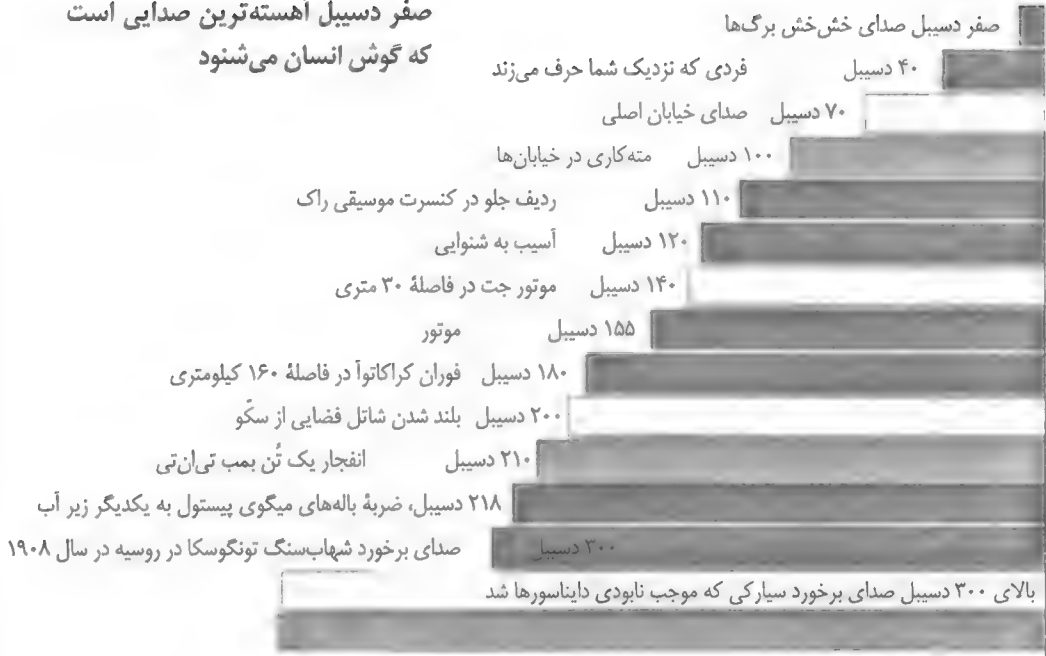 صفر دسیبل آهسته‌ترین صدایی است
که گوش انسان می‌شنود
صفر دسیبل صدای خش‌خش برگ‌ها
۴۰ دسیبل فردی که نزدیک شما حرف می‌زند
۷۰ دسیبل صدای خیابان اصلی
۱۰۰ دسیبل مته‌کاری در خیابان‌ها
۱۱۰ دسیبل ردیف جلو در کنسرت موسیقی راک
۱۲۰ دسیبل آسیب به شنوایی
۱۴۰ دسیبل موتور جت در فاصلهٔ ۳۰ متری
۱۵۵ دسیبل موتور
۱۸۰ دسیبل فوران کراکاتوآ در فاصلهٔ ۱۶۰ کیلومتری
۲۰۰ دسیبل بلند شدن شاتل فضایی از سکّو
۲۱۰ دسیبل انفجار یک تُن بمب تی‌ان‌تی
۲۱۸ دسیبل، ضربهٔ باله‌های میگوی پیستول به یکدیگر زیر آب
۳۰۰ دسیبل صدای برخورد شهاب‌سنگ تونگوسکا در روسیه در سال ۱۹۰۸
بالای ۳۰۰ دسیبل صدای برخورد سیارکی که موجب نابودی دایناسورها شد